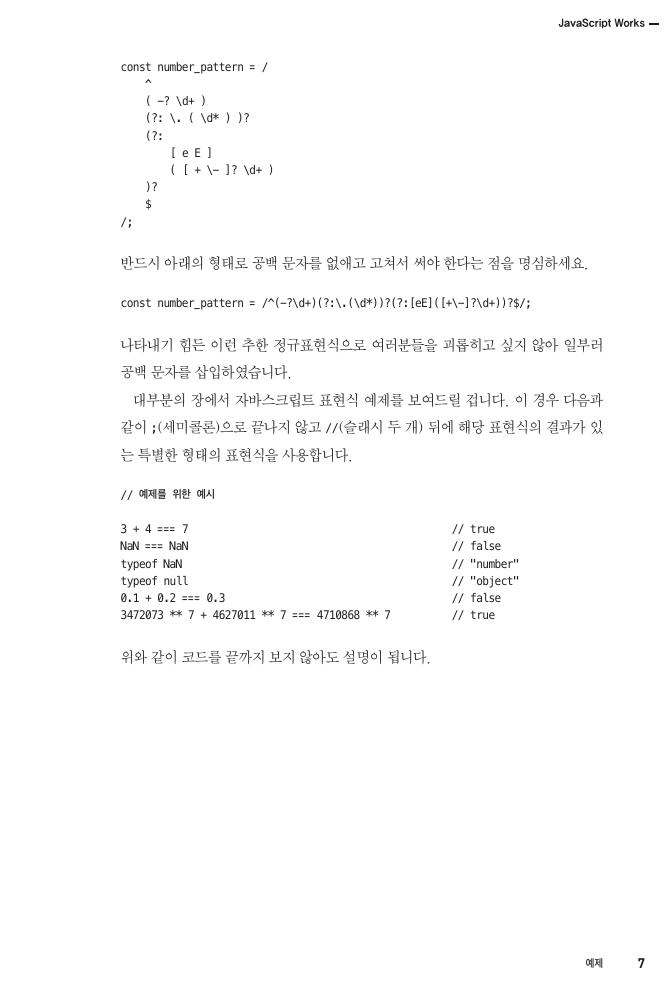 JavaScript Works
const number_pattern = /
^
( -? \d+ )
(?: \. ( \d* ) )?
(?:
[ e E ]
( [ + \- ]? \d+ )
)?
$
/;
반드시 아래의 형태로 공백 문자를 없애고 고쳐서 써야 한다는 점을 명심하세요.
const number_pattern = /^(-?\d+)(?:\.(\d*))?(?:[eE]([+\-]?\d+))?$/;
나타내기 힘든 이런 추한 정규표현식으로 여러분들을 괴롭히고 싶지 않아 일부러
공백 문자를 삽입하였습니다.
대부분의 장에서 자바스크립트 표현식 예제를 보여드릴 겁니다. 이 경우 다음과
같이 ;(세미콜론)으로 끝나지 않고 //(슬래시 두 개) 뒤에 해당 표현식의 결과가 있
는 특별한 형태의 표현식을 사용합니다.
// 예제를 위한 예시
3 + 4 === 7 // true
NaN === NaN // false
typeof NaN // "number"
typeof null // "object"
0.1 + 0.2 === 0.3 // false
3472073 ** 7 + 4627011 ** 7 === 4710868 ** 7 // true
위와 같이 코드를 끝까지 보지 않아도 설명이 됩니다.
예제 7